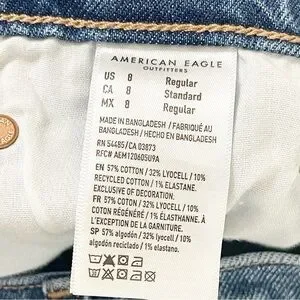 AMERICAN EAGLE
OUTFITTERS
US 8 Regular
CA 8 Standard
MX 8 Regular
MADE IN BANGLADESH / FABRIQUÉ AU
BANGLADESH / HECHO EN BANGLADESH
RN 54485/CA 03873
RFC# AEM120605U9A
EN 57% COTTON / 32% LYOCELL / 10%
RECYCLED COTTON / 1% ELASTANE.
EXCLUSIVE OF DECORATION.
FR 57% COTON / 32% LYOCELL / 10%
COTON RÉGÉNÉRÉ / 1% ÉLASTHANNE. À
L'EXCEPTION DE LA GARNITURE.
SP 57% algodón / 32% lyocell / 10%
algodón reciclado / 1% elastano.